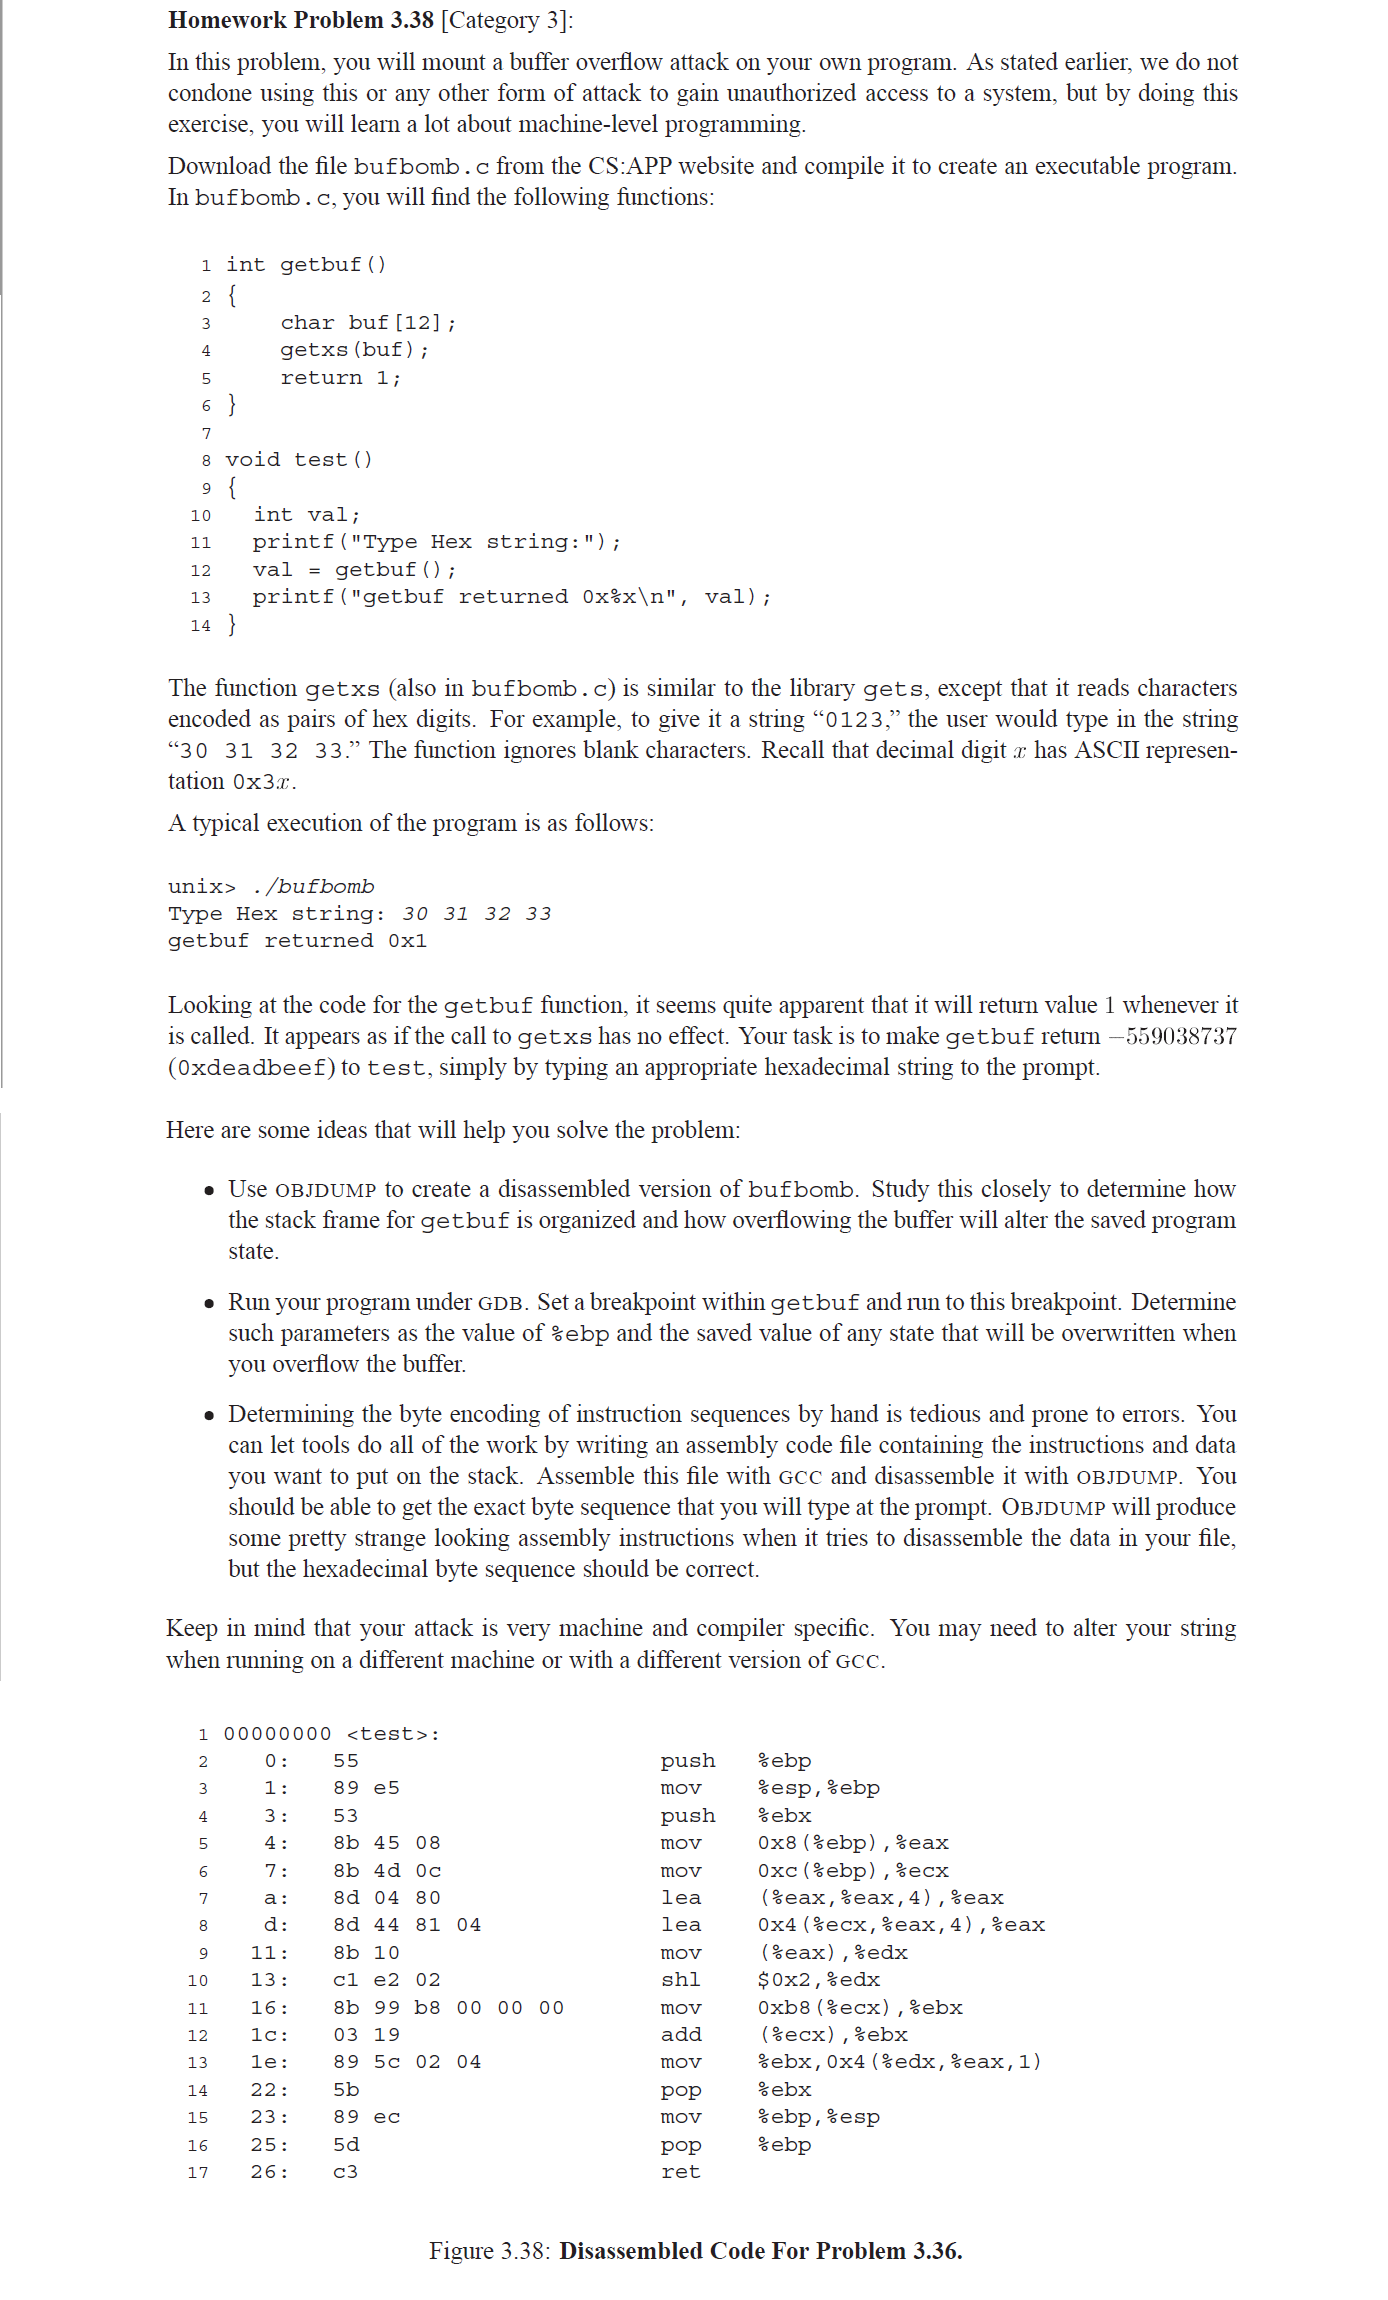 Homework Problem 3.38 [Category 3]:
In this problem, you will mount a buffer overflow attack on your own program. As stated earlier, we do not
condone using this or any other form of attack to gain unauthorized access to a system, but by doing this
exercise, you will learn a lot about machine-level programming.
Download the file bufbomb.c from the CS:APP website and compile it to create an executable program.
In bufbomb.c, you will find the following functions:
1 int getbuf()
2 {
3     char buf[12];
4     getxs(buf);
5     return 1;
6 }
7
8 void test()
9 {
10   int val;
11   printf("Type Hex string:");
12   val = getbuf();
13   printf("getbuf returned 0x%x\n", val);
14 }
The function getxs (also in bufbomb.c) is similar to the library gets, except that it reads characters
encoded as pairs of hex digits. For example, to give it a string “0123,” the user would type in the string
“30 31 32 33.” The function ignores blank characters. Recall that decimal digit x has ASCII represen-
tation 0x3x.
A typical execution of the program is as follows:
unix> ./bufbomb
Type Hex string: 30 31 32 33
getbuf returned 0x1
Looking at the code for the getbuf function, it seems quite apparent that it will return value 1 whenever it
is called. It appears as if the call to getxs has no effect. Your task is to make getbuf return −559038737
(0xdeadbeef) to test, simply by typing an appropriate hexadecimal string to the prompt.
Here are some ideas that will help you solve the problem:
• Use OBJDUMP to create a disassembled version of bufbomb. Study this closely to determine how
the stack frame for getbuf is organized and how overflowing the buffer will alter the saved program
state.
• Run your program under GDB. Set a breakpoint within getbuf and run to this breakpoint. Determine
such parameters as the value of %ebp and the saved value of any state that will be overwritten when
you overflow the buffer.
• Determining the byte encoding of instruction sequences by hand is tedious and prone to errors. You
can let tools do all of the work by writing an assembly code file containing the instructions and data
you want to put on the stack. Assemble this file with GCC and disassemble it with OBJDUMP. You
should be able to get the exact byte sequence that you will type at the prompt. OBJDUMP will produce
some pretty strange looking assembly instructions when it tries to disassemble the data in your file,
but the hexadecimal byte sequence should be correct.
Keep in mind that your attack is very machine and compiler specific. You may need to alter your string
when running on a different machine or with a different version of GCC.
1 00000000 <test>:
2    0:   55                      push   %ebp
3    1:   89 e5                   mov    %esp,%ebp
4    3:   53                      push   %ebx
5    4:   8b 45 08                mov    0x8(%ebp),%eax
6    7:   8b 4d 0c                mov    0xc(%ebp),%ecx
7    a:   8d 04 80                lea    (%eax,%eax,4),%eax
8    d:   8d 44 81 04             lea    0x4(%ecx,%eax,4),%eax
9   11:   8b 10                   mov    (%eax),%edx
10  13:   c1 e2 02                shl    $0x2,%edx
11  16:   8b 99 b8 00 00 00       mov    0xb8(%ecx),%ebx
12  1c:   03 19                   add    (%ecx),%ebx
13  1e:   89 5c 02 04             mov    %ebx,0x4(%edx,%eax,1)
14  22:   5b                      pop    %ebx
15  23:   89 ec                   mov    %ebp,%esp
16  25:   5d                      pop    %ebp
17  26:   c3                      ret
Figure 3.38: Disassembled Code For Problem 3.36.